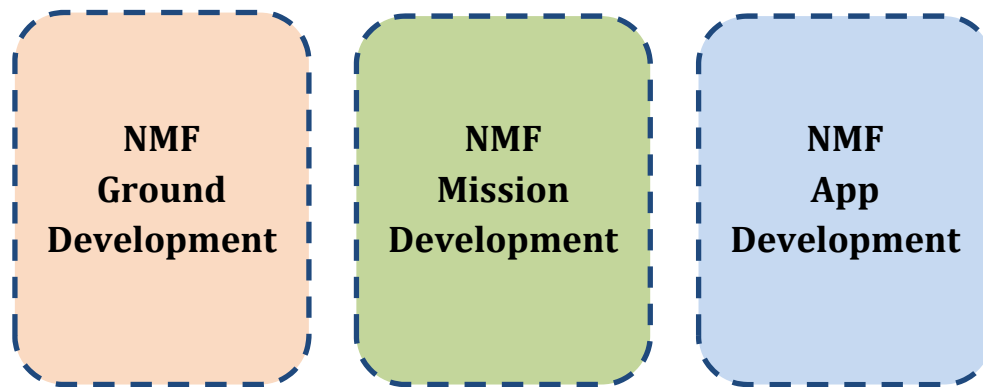 NMF
Ground
Development
NMF
Mission
Development
NMF
App
Development